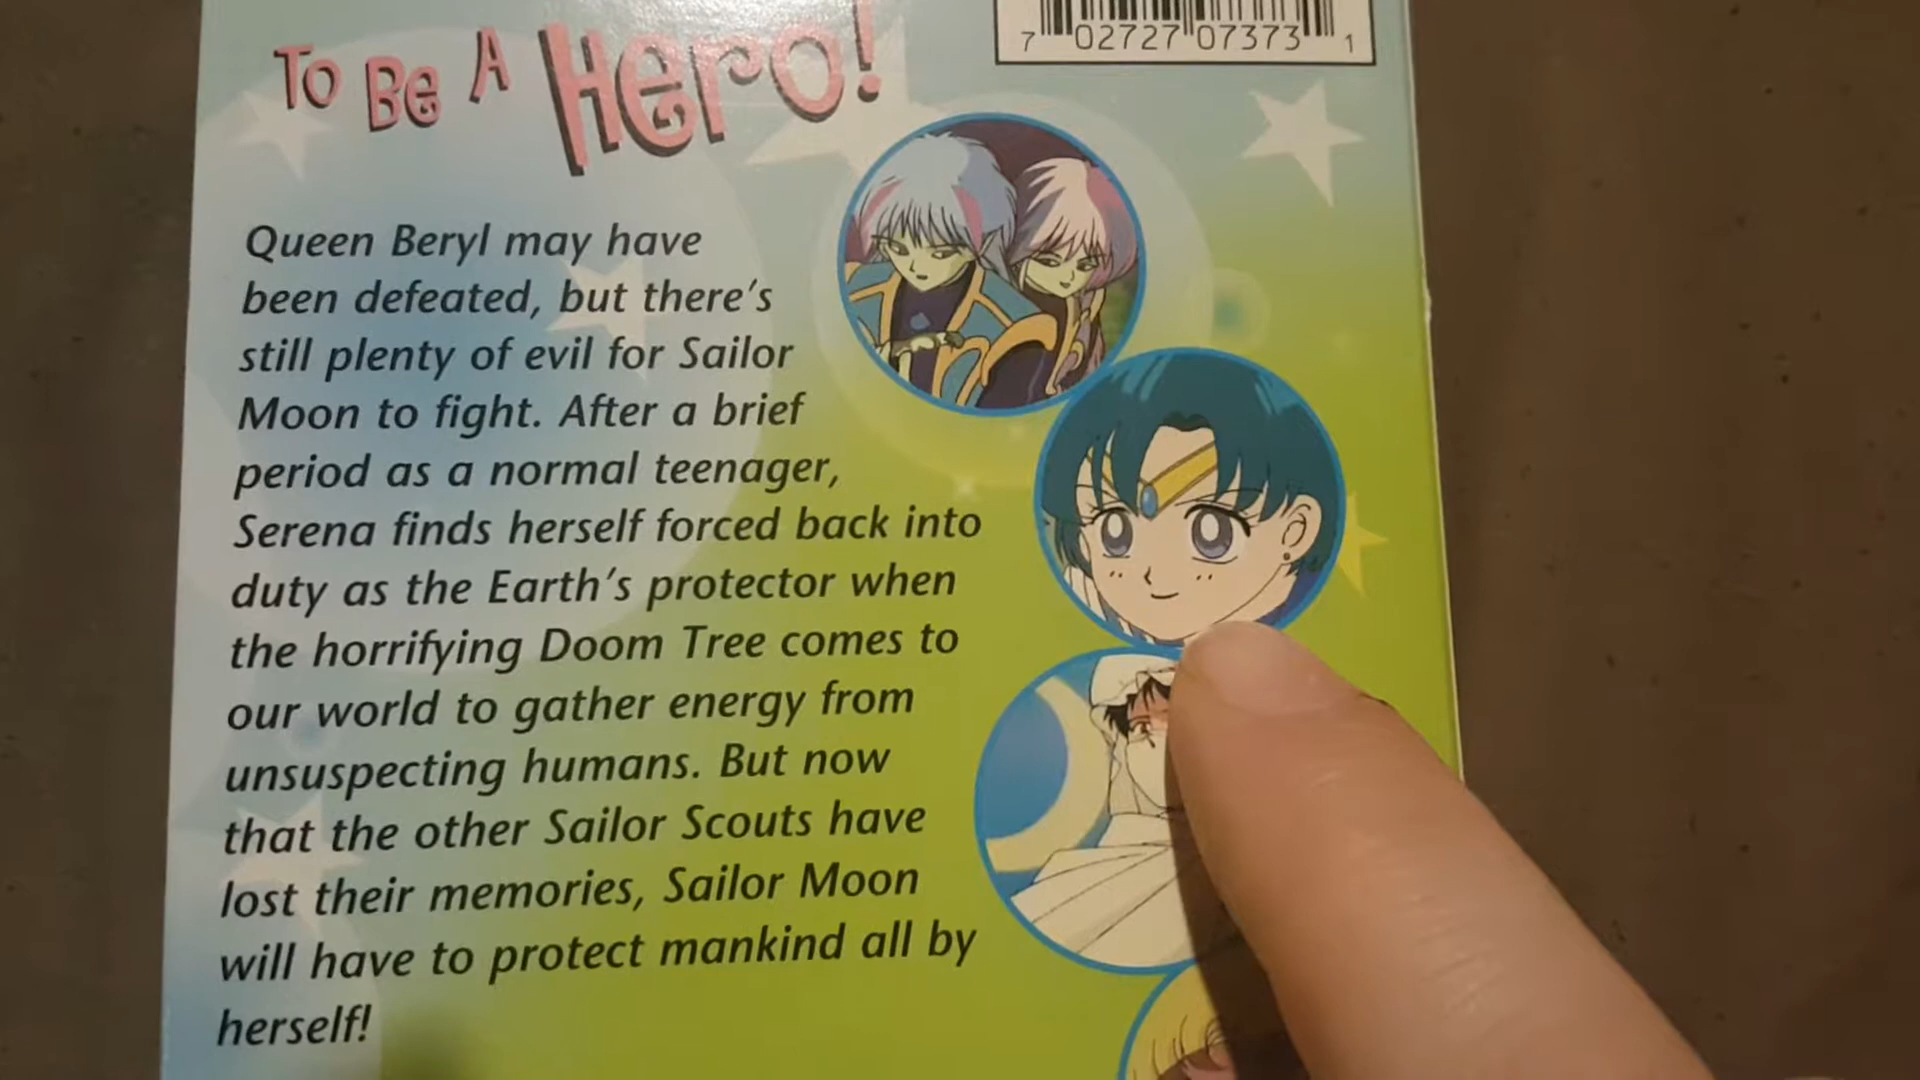 To Be A Hero!
7 02727 07373 1
Queen Beryl may have
been defeated, but there's
still plenty of evil for Sailor
Moon to fight. After a brief
period as a normal teenager,
Serena finds herself forced back into
duty as the Earth's protector when
the horrifying Doom Tree comes to
our world to gather energy from
unsuspecting humans. But now
that the other Sailor Scouts have
lost their memories, Sailor Moon
will have to protect mankind all by
herself!